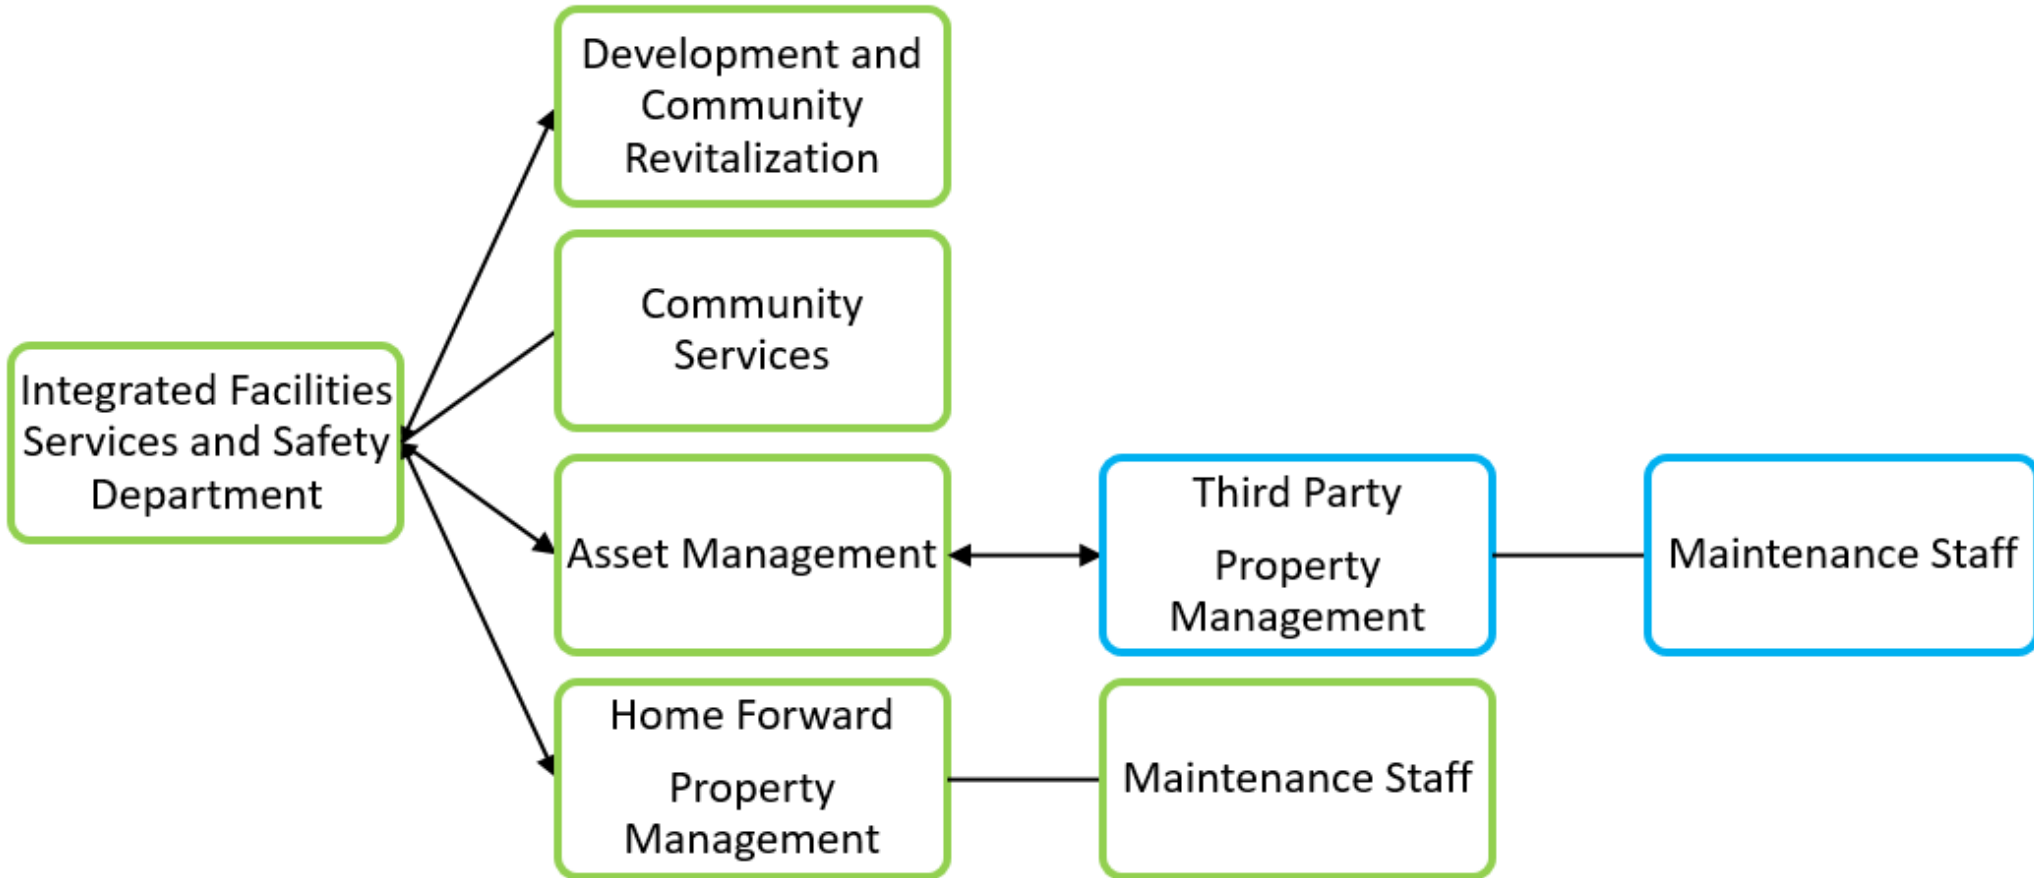 Development and
Community
Revitalization
Community
Services
Integrated Facilities
Services and Safety
Department
Asset Management
Third Party
Property
Management
Maintenance Staff
Home Forward
Property
Management
Maintenance Staff